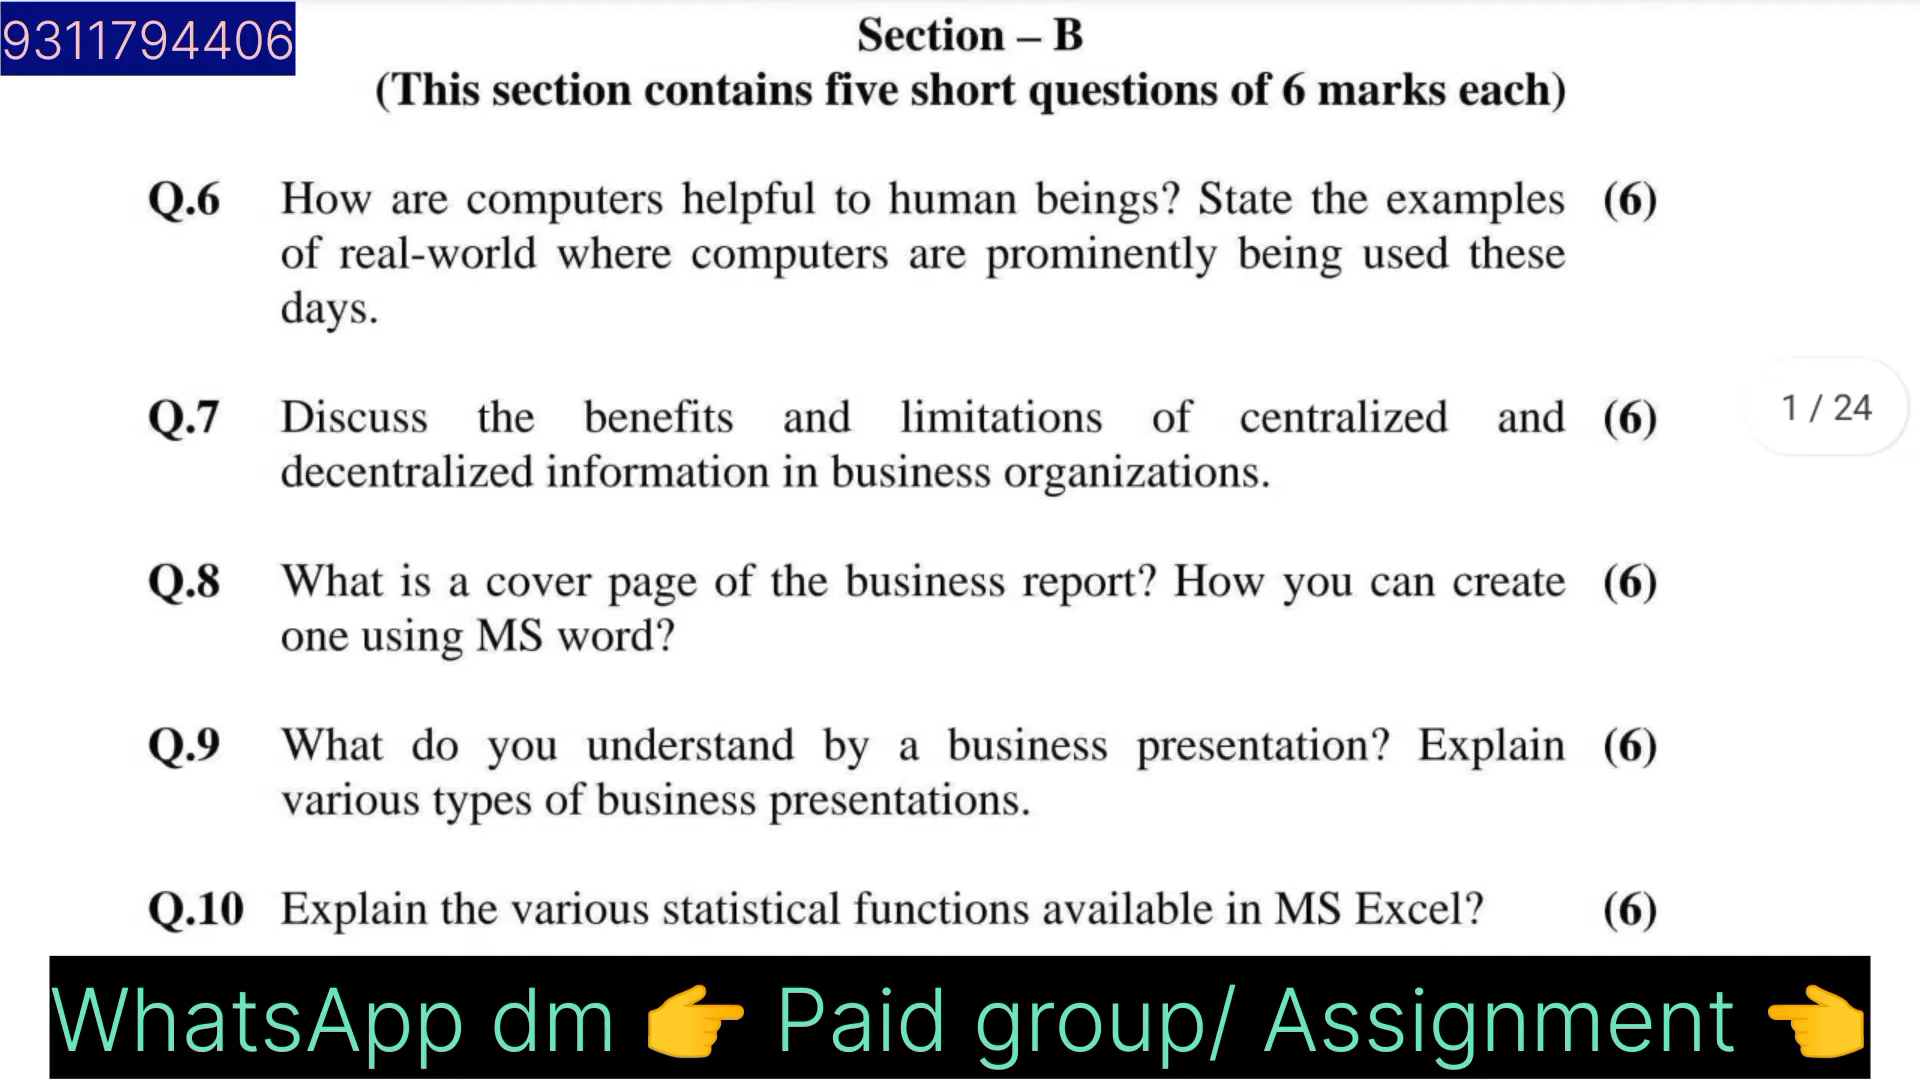 9311794406
Section – B
(This section contains five short questions of 6 marks each)
Q.6 How are computers helpful to human beings? State the examples (6)
of real-world where computers are prominently being used these
days.
1 / 24
Q.7 Discuss the benefits and limitations of centralized and (6)
decentralized information in business organizations.
Q.8 What is a cover page of the business report? How you can create (6)
one using MS word?
Q.9 What do you understand by a business presentation? Explain (6)
various types of business presentations.
Q.10 Explain the various statistical functions available in MS Excel? (6)
WhatsApp dm 👉 Paid group/ Assignment 👈